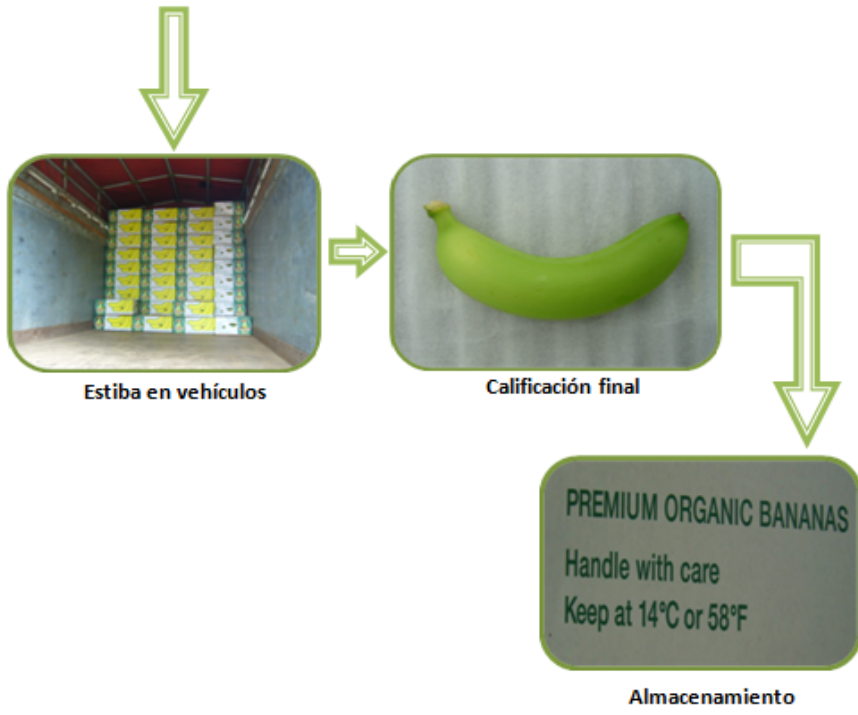 Estiba en vehículos
Calificación final
PREMIUM ORGANIC BANANAS
Handle with care
Keep at 14°C or 58°F
Almacenamiento